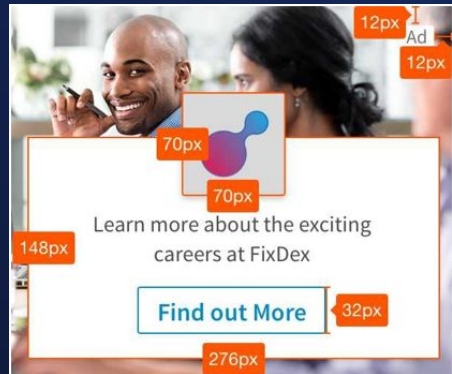 12px
Ad
12px
70px
70px
Learn more about the exciting
148px
careers at FixDex
Find out More
32px
276px